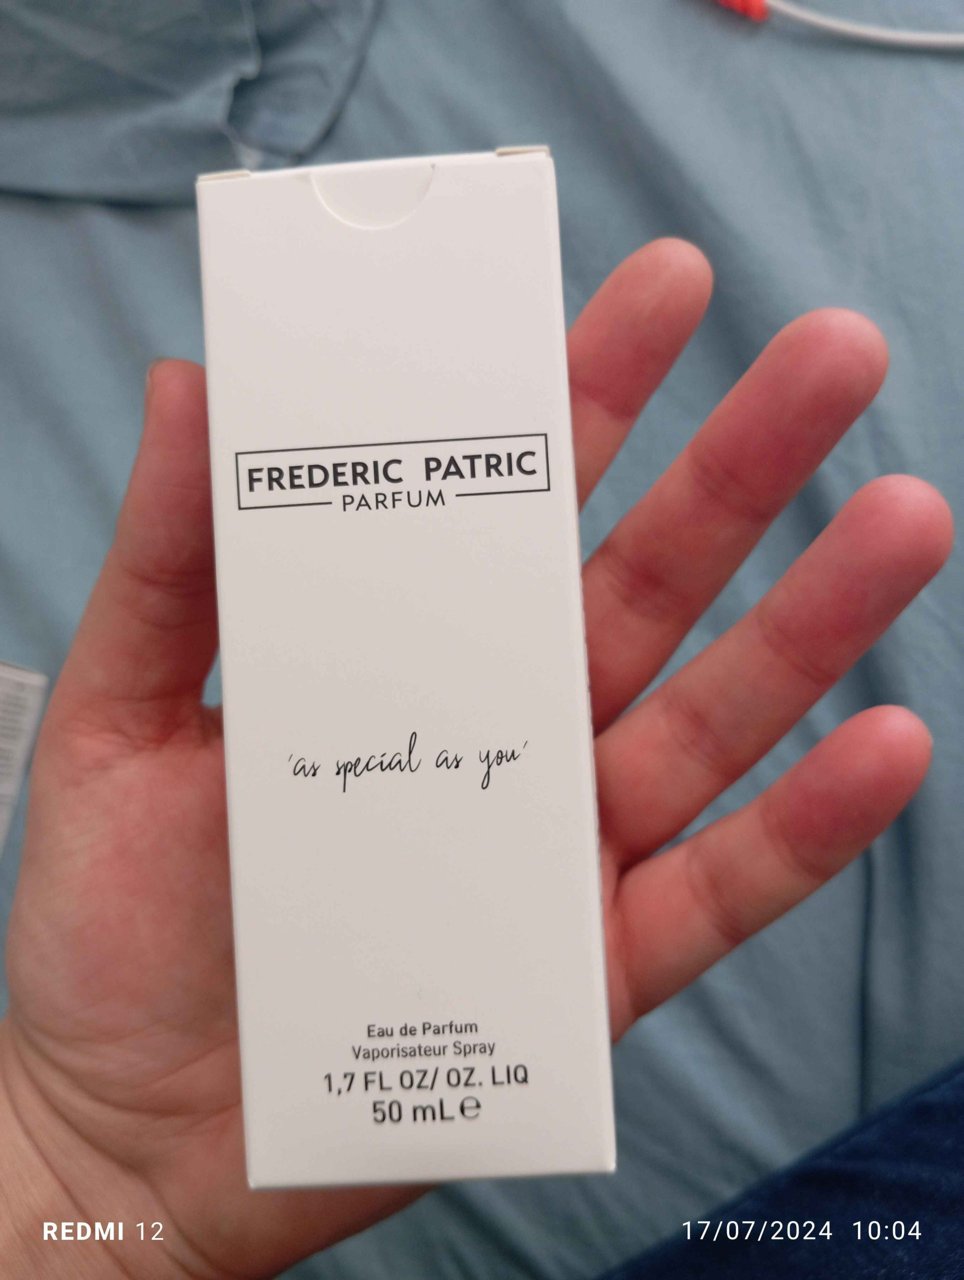 FREDERIC PATRIC
PARFUM
'as special as you'
Eau de Parfum
Vaporisateur Spray
1,7 FL OZ/ OZ. LIQ
50 mL℮
REDMI 12
17/07/2024 10:04